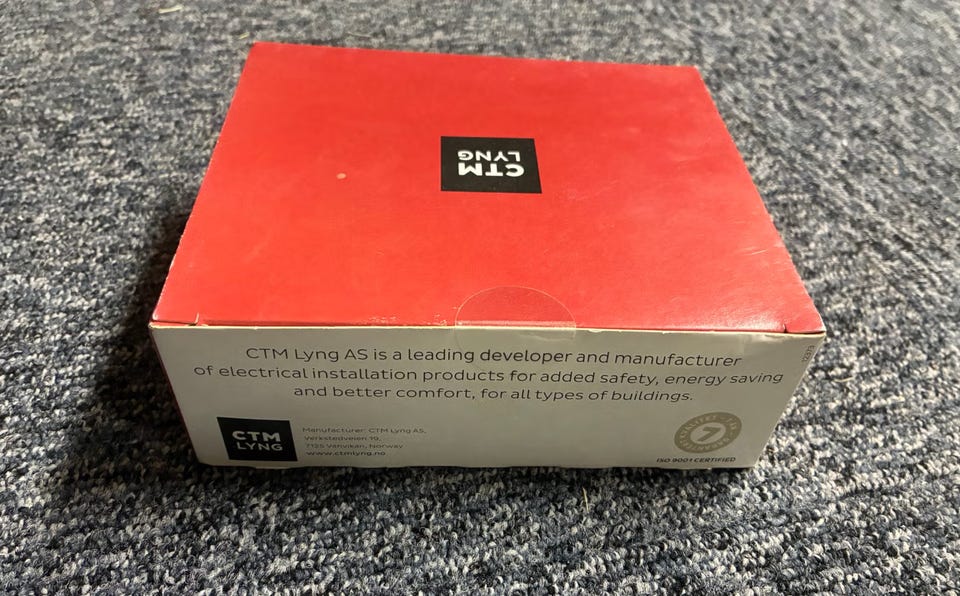 CTM
LYNG
CTM Lyng AS is a leading developer and manufacturer
of electrical installation products for added safety, energy saving
and better comfort, for all types of buildings.
CTM
LYNG
Manufacturer: CTM Lyng AS,
Verkstedveien 19,
7125 Vanvikan, Norway
www.ctmlyng.no
7
ISO 9001 CERTIFIED